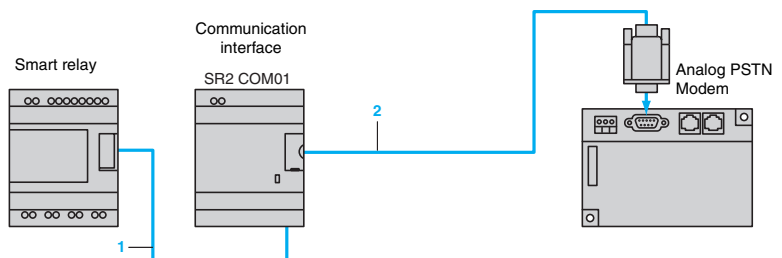 Communication
interface
Smart relay
SR2 COM01
Analog PSTN
Modem
2
1